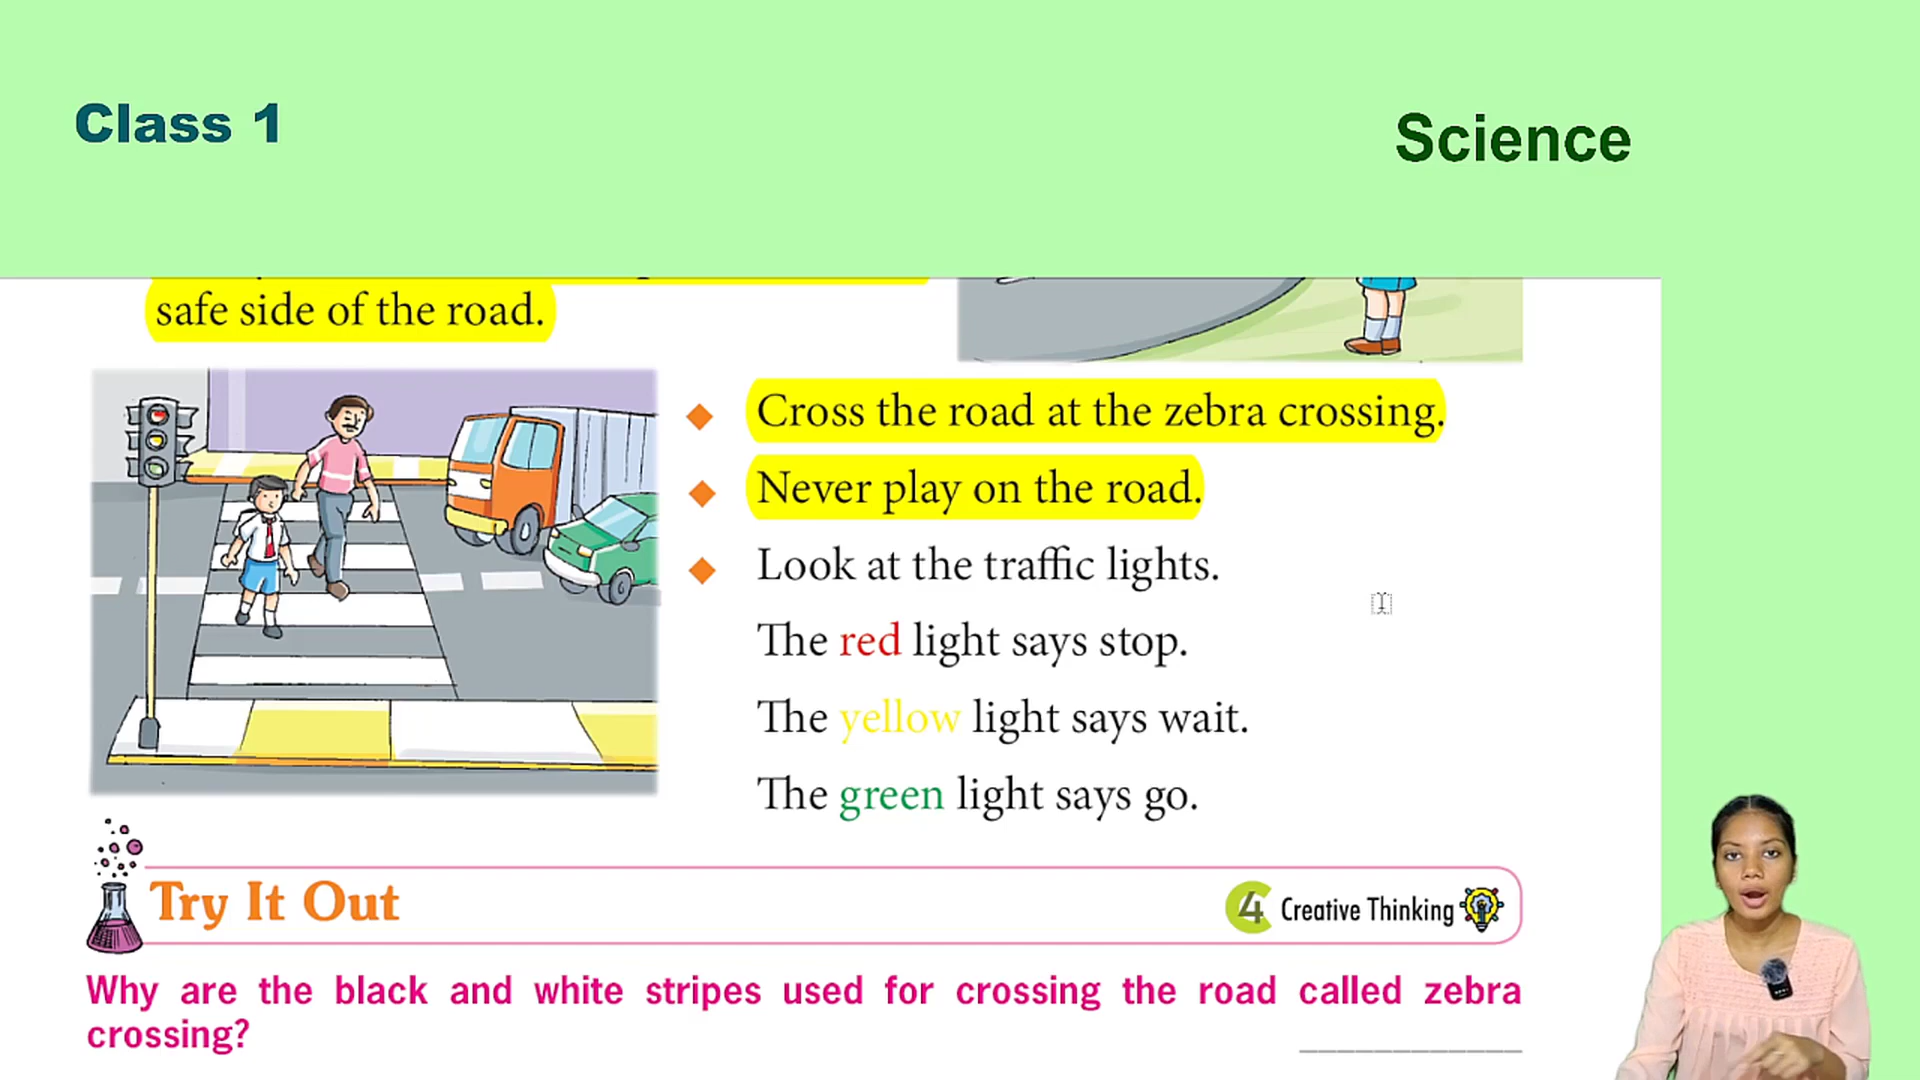 Class 1
Science
safe side of the road.
Cross the road at the zebra crossing.
Never play on the road.
Look at the traffic lights.
The red light says stop.
The yellow light says wait.
The green light says go.
Try It Out
4 Creative Thinking
Why are the black and white stripes used for crossing the road called zebra
crossing?